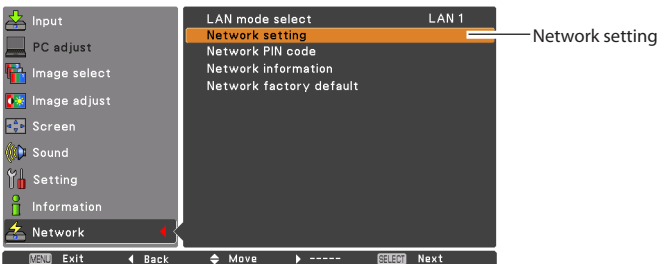 Input
PC adjust
Image select
Image adjust
Screen
Sound
Setting
Information
Network
LAN mode select LAN 1
Network setting
Network PIN code
Network information
Network factory default
Network setting
MENU Exit Back Move ----- SELECT Next